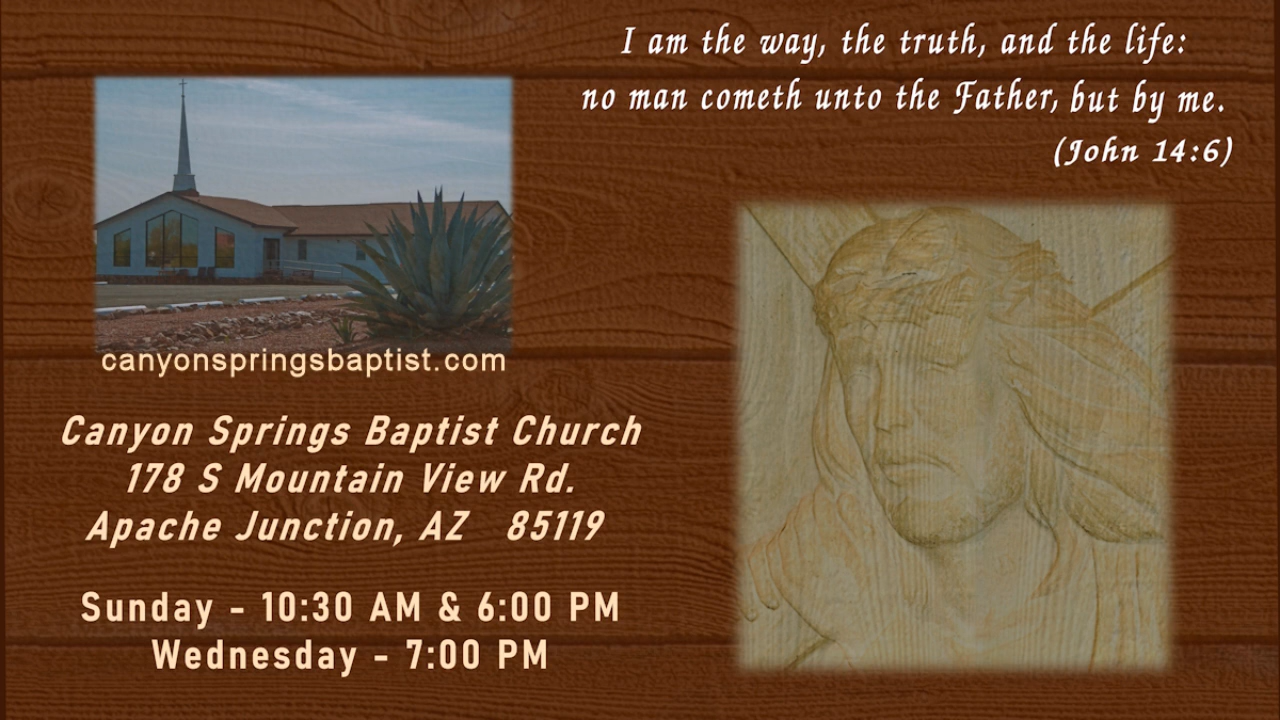 I am the way, the truth, and the life:
no man cometh unto the Father, but by me.
(John 14:6)
canyonspringsbaptist.com
Canyon Springs Baptist Church
178 S Mountain View Rd.
Apache Junction, AZ 85119
Sunday - 10:30 AM & 6:00 PM
Wednesday - 7:00 PM